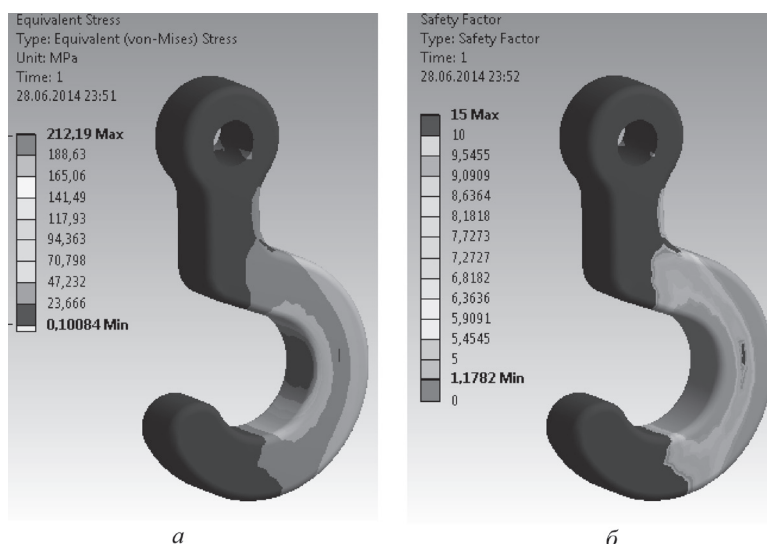 Equivalent Stress
Type: Equivalent (von-Mises) Stress
Unit: MPa
Time: 1
28.06.2014 23:51
212,19 Max
188,63
165,06
141,49
117,93
94,363
70,798
47,232
23,666
0,10084 Min
а
Safety Factor
Type: Safety Factor
Time: 1
28.06.2014 23:52
15 Max
10
9,5455
9,0909
8,6364
8,1818
7,7273
7,2727
6,8182
6,3636
5,9091
5,4545
5
1,1782 Min
0
б